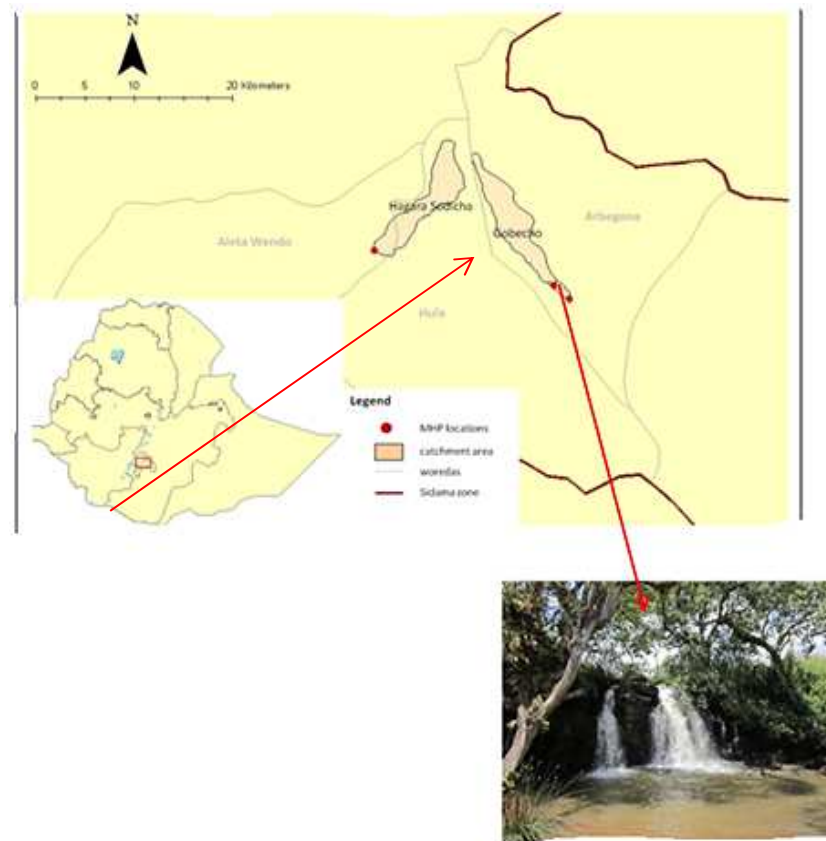 N
0 5 10 20 Kilometers
Hagara Sodicho
Gobecho
Arbegona
Aleta Wendo
Hula
Legend
MHP locations
catchment area
woredas
Sidama zone